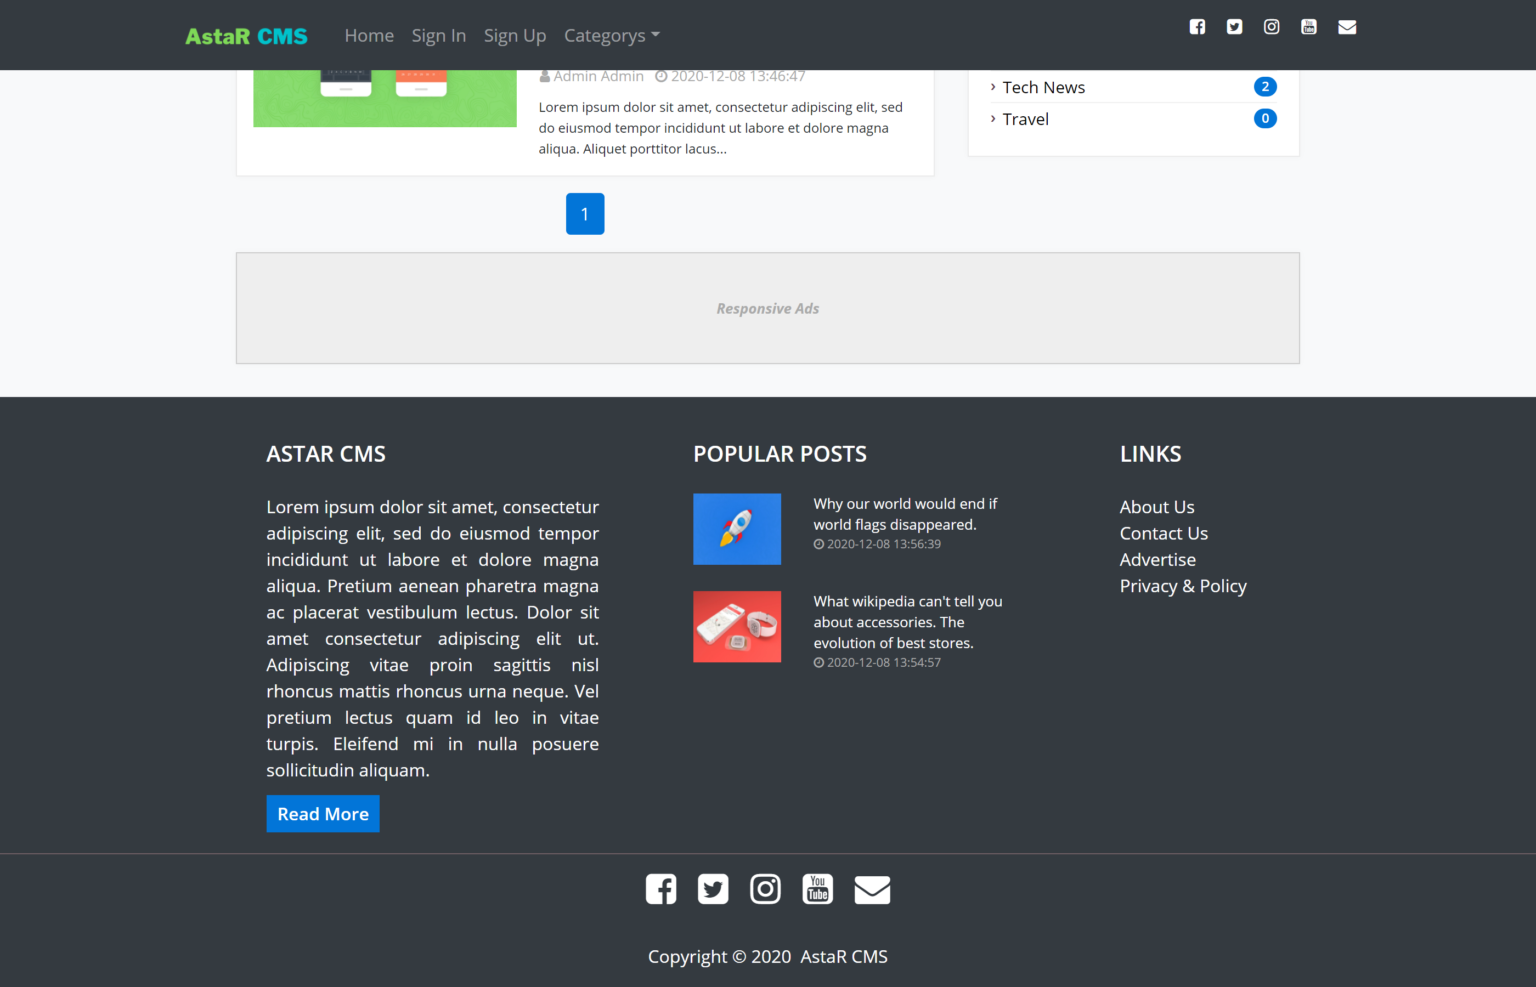 AstaR CMS
Home Sign In Sign Up Categorys
Admin Admin 2020-12-08 13:46:47
Lorem ipsum dolor sit amet, consectetur adipiscing elit, sed
do eiusmod tempor incididunt ut labore et dolore magna
aliqua. Aliquet porttitor lacus...
Tech News 2
Travel 0
1
Responsive Ads
ASTAR CMS
Lorem ipsum dolor sit amet, consectetur
adipiscing elit, sed do eiusmod tempor
incididunt ut labore et dolore magna
aliqua. Pretium aenean pharetra magna
ac placerat vestibulum lectus. Dolor sit
amet consectetur adipiscing elit ut.
Adipiscing vitae proin sagittis nisl
rhoncus mattis rhoncus urna neque. Vel
pretium lectus quam id leo in vitae
turpis. Eleifend mi in nulla posuere
sollicitudin aliquam.
Read More
POPULAR POSTS
Why our world would end if
world flags disappeared.
2020-12-08 13:56:39
What wikipedia can't tell you
about accessories. The
evolution of best stores.
2020-12-08 13:54:57
LINKS
About Us
Contact Us
Advertise
Privacy & Policy
You
Tube
Copyright © 2020 AstaR CMS